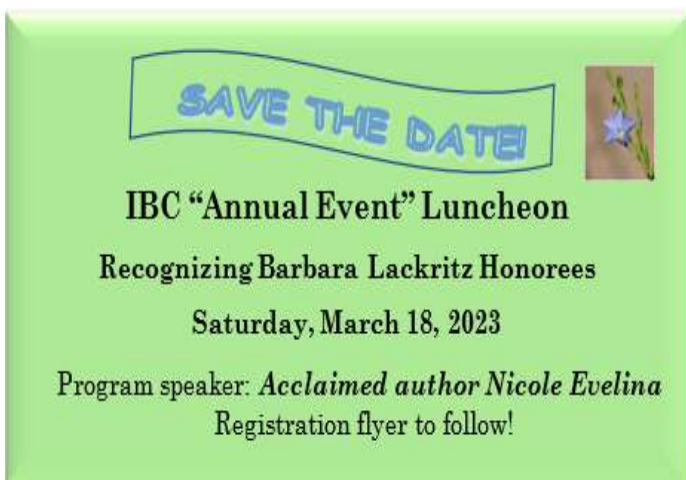 SAVE THE DATE!
IBC “Annual Event” Luncheon
Recognizing Barbara Lackritz Honorees
Saturday, March 18, 2023
Program speaker: Acclaimed author Nicole Evelina
Registration flyer to follow!